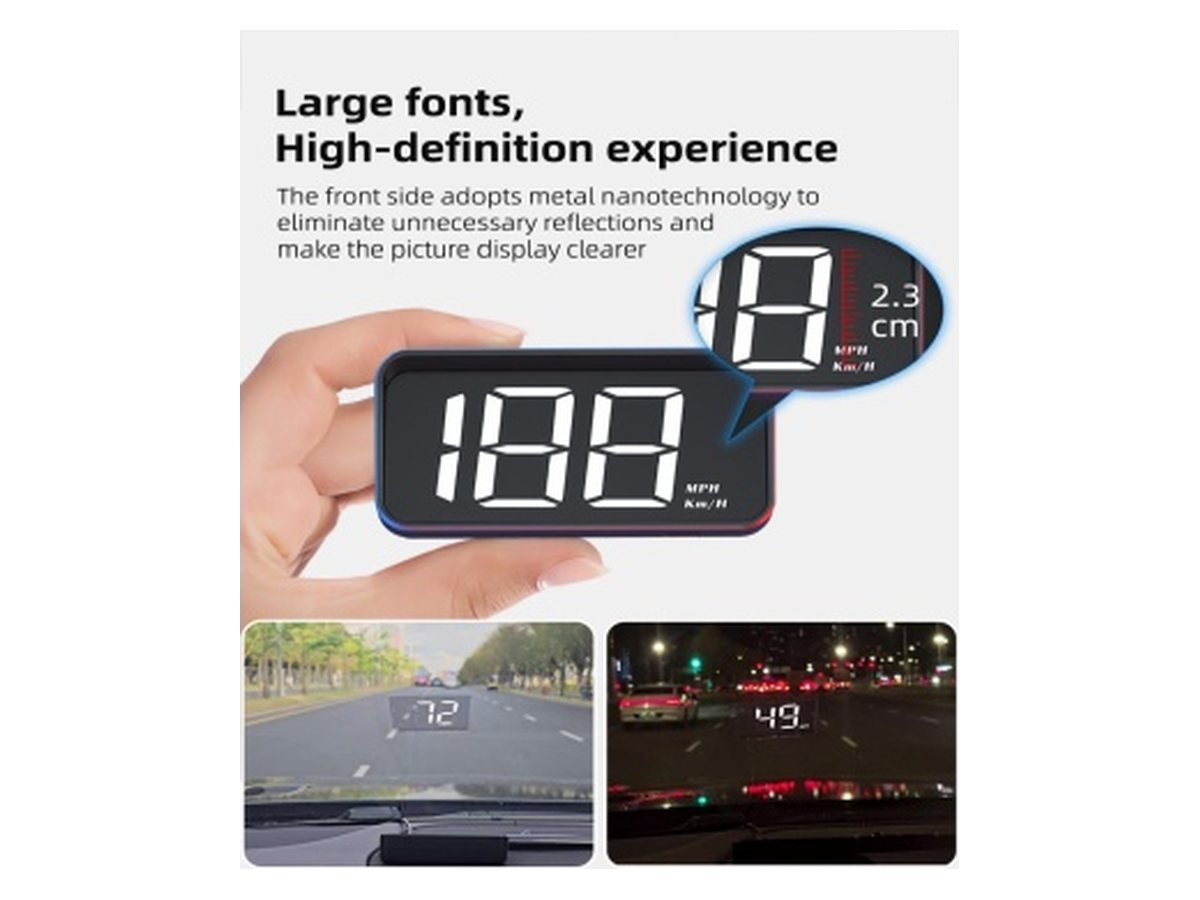 Large fonts,
High-definition experience
The front side adopts metal nanotechnology to
eliminate unnecessary reflections and
make the picture display clearer
2.3
cm
MPH
Km/H
188
MPH
Km/H
72
49